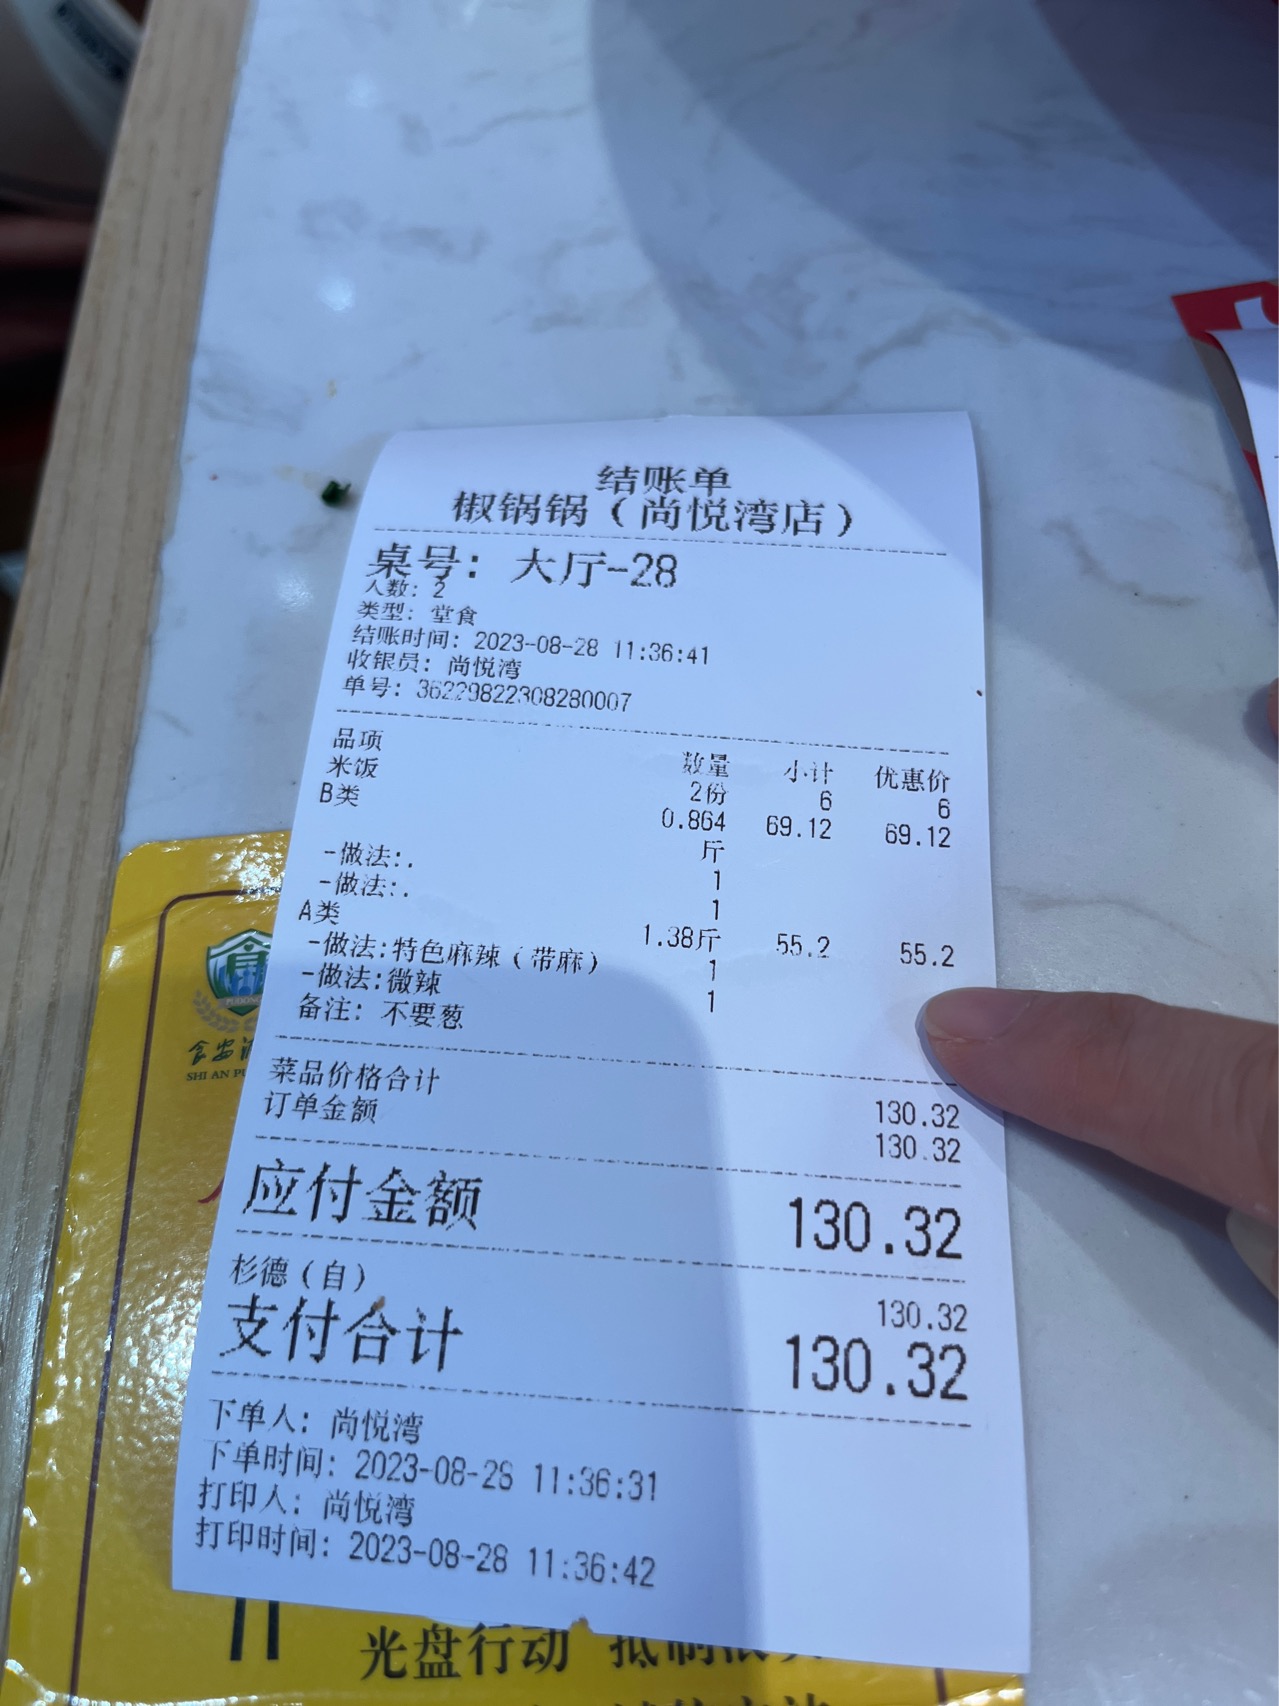 结账单
椒锅锅（尚悦湾店）
桌号：大厅-28
人数：2
类型：堂食
结账时间：2023-08-28 11:36:41
收银员：尚悦湾
单号：36229822308280007
品项 数量 小计 优惠价
米饭 2份 6 6
B类 0.864 69.12 69.12
斤
-做法:. 1
-做法:. 1
A类 1.38斤 55.2 55.2
-做法:特色麻辣（带麻） 1
-做法:微辣 1
备注：不要葱
菜品价格合计 130.32
订单金额 130.32
应付金额 130.32
杉德（自） 130.32
支付合计 130.32
下单人：尚悦湾
下单时间：2023-08-28 11:36:31
打印人：尚悦湾
打印时间：2023-08-28 11:36:42
PUDONG
食安
SHI AN PU
光盘行动 抵制